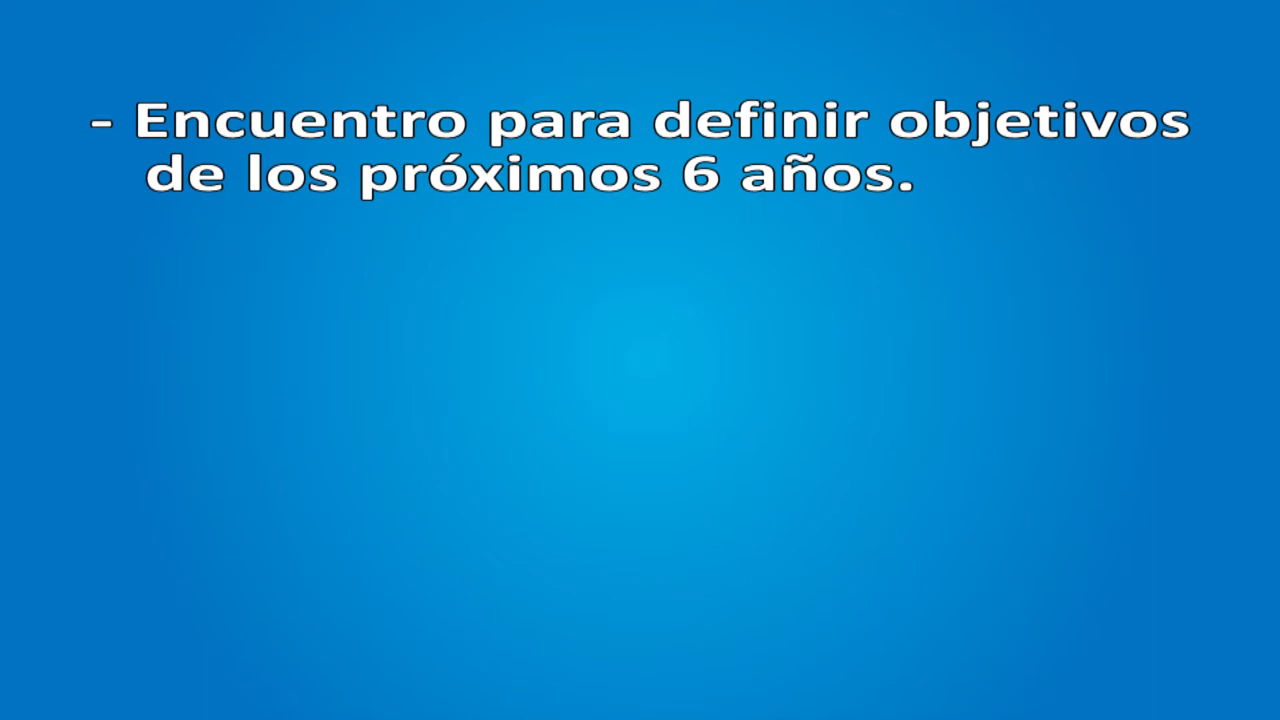 - Encuentro para definir objetivos
de los próximos 6 años.